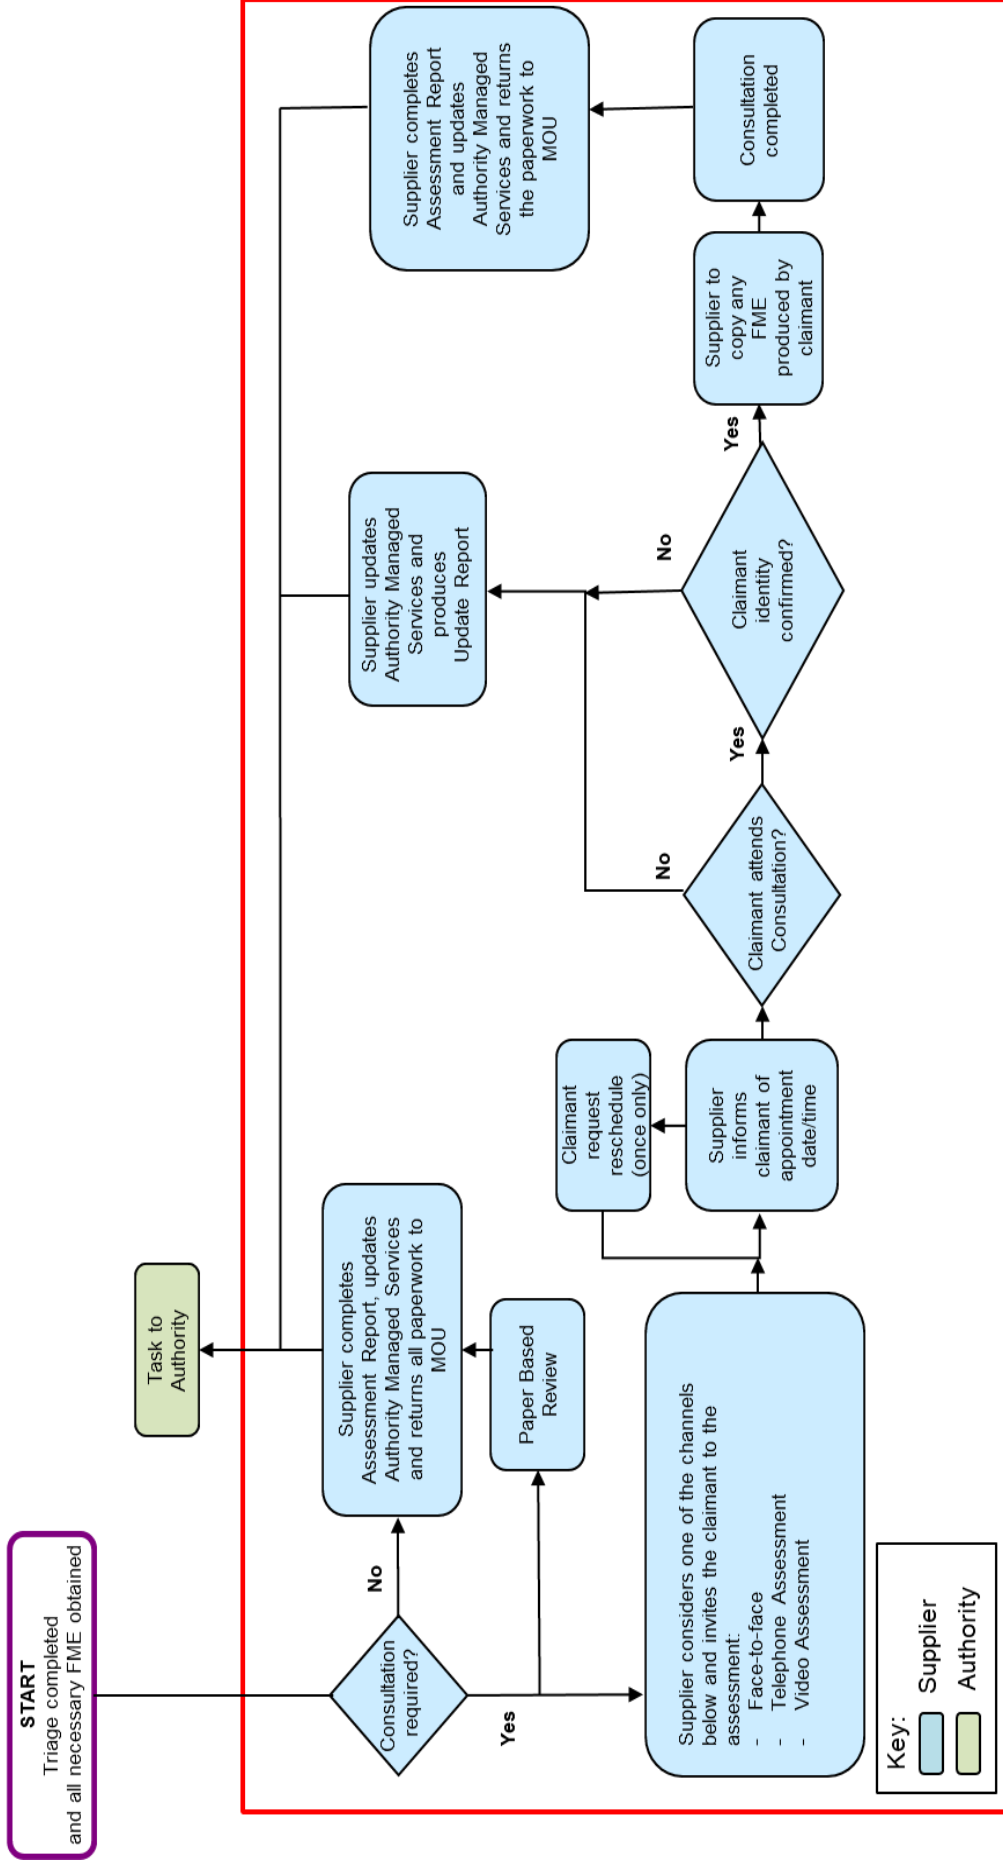 START
Triage completed
and all necessary FME obtained
Consultation
required?
No
Yes
Supplier completes
Assessment Report, updates
Authority Managed Services
and returns all paperwork to
MOU
Task to
Authority
Paper Based
Review
Supplier considers one of the channels
below and invites the claimant to the
assessment:
- Face-to-face
- Telephone Assessment
- Video Assessment
Claimant
request
reschedule
(once only)
Supplier
informs
claimant of
appointment
date/time
Claimant attends
Consultation?
No
Yes
Claimant
identity
confirmed?
No
Yes
Supplier updates
Authority Managed
Services and
produces
Update Report
Supplier to
copy any
FME
produced by
claimant
Consultation
completed
Supplier completes
Assessment Report
and updates
Authority Managed
Services and returns
the paperwork to
MOU
Key:
Supplier
Authority